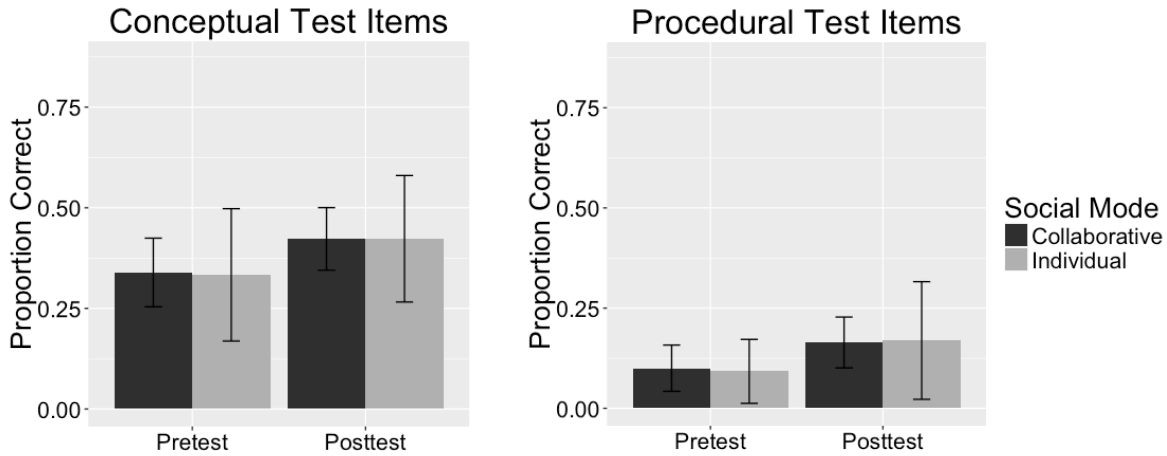 Conceptual Test Items
Proportion Correct
0.75
0.50
0.25
0.00
Pretest Posttest
Procedural Test Items
Proportion Correct
0.75
0.50
0.25
0.00
Pretest Posttest
Social Mode
Collaborative
Individual